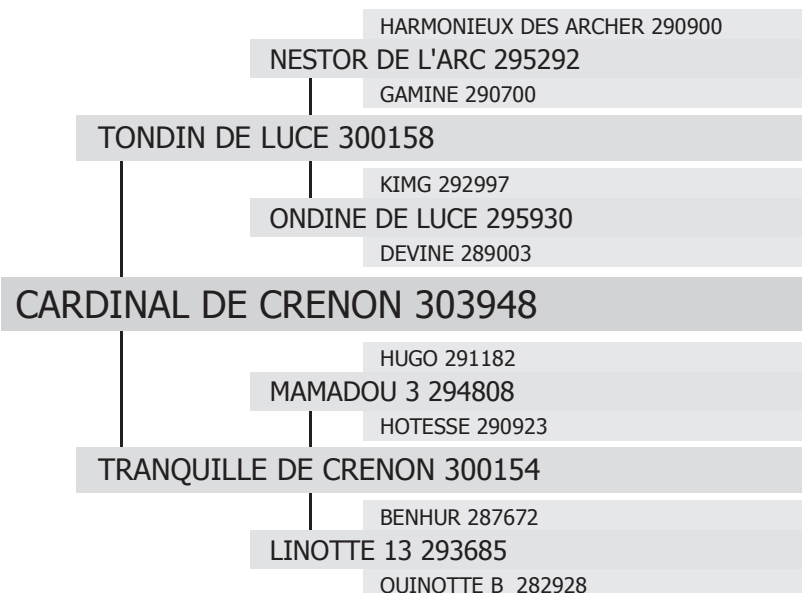 HARMONIEUX DES ARCHER 290900
NESTOR DE L'ARC 295292
GAMINE 290700
TONDIN DE LUCE 300158
KIMG 292997
ONDINE DE LUCE 295930
DEVINE 289003
CARDINAL DE CRENON 303948
HUGO 291182
MAMADOU 3 294808
HOTESSE 290923
TRANQUILLE DE CRENON 300154
BENHUR 287672
LINOTTE 13 293685
QUINOTTE B 282928